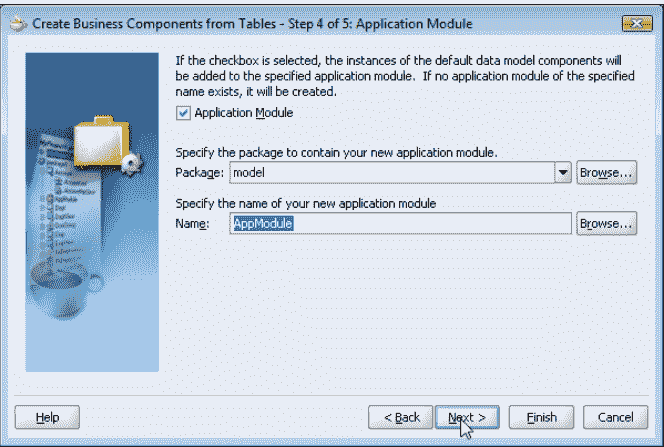 Create Business Components from Tables - Step 4 of 5: Application Module
If the checkbox is selected, the instances of the default data model components will
be added to the specified application module.  If no application module of the specified
name exists, it will be created.
Application Module
Specify the package to contain your new application module.
Package: model Browse...
Specify the name of your new application module
Name: AppModule Browse...
Help < Back Next > Finish Cancel